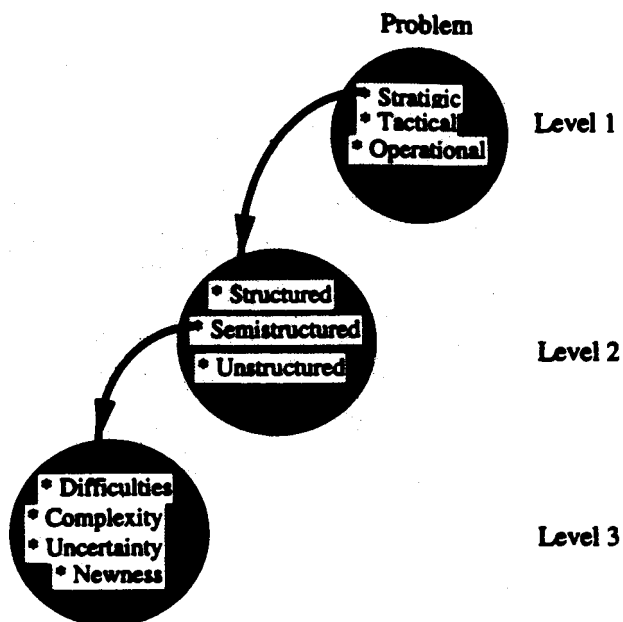 Problem
* Stratigic
* Tactical
* Operational
Level 1
* Structured
* Semistructured
* Unstructured
Level 2
* Difficulties
* Complexity
* Uncertainty
* Newness
Level 3